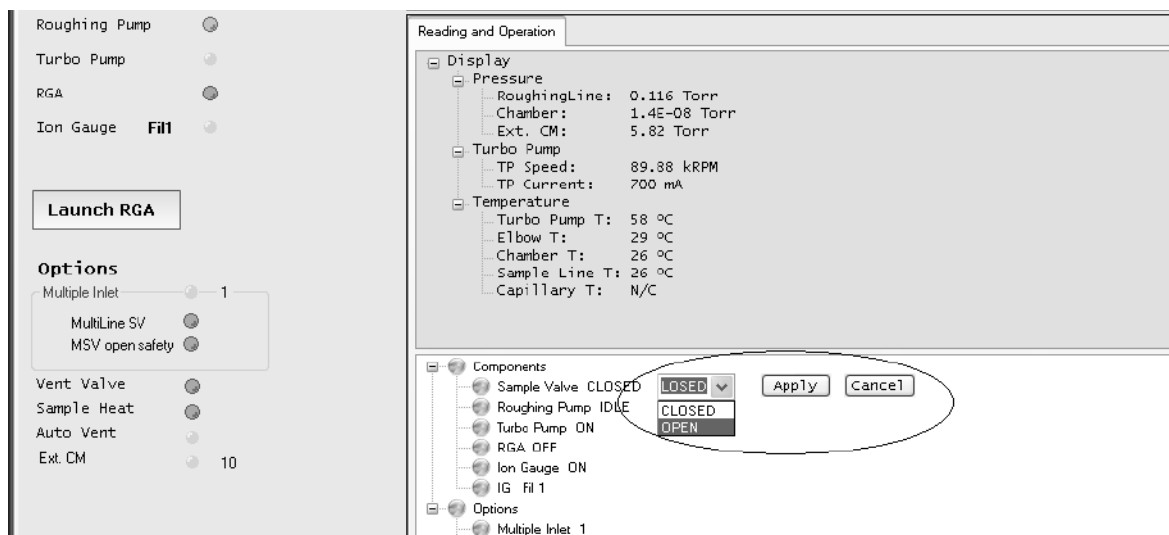 Roughing Pump
Turbo Pump
RGA
Ion Gauge Fil1
Launch RGA
Options
Multiple Inlet 1
MultiLine SV
MSV open safety
Vent Valve
Sample Heat
Auto Vent
Ext. CM 10
Reading and Operation
Display
Pressure
RoughingLine: 0.116 Torr
Chamber: 1.4E-08 Torr
Ext. CM: 5.82 Torr
Turbo Pump
TP Speed: 89.88 kRPM
TP Current: 700 mA
Temperature
Turbo Pump T: 58 ºC
Elbow T: 29 ºC
Chamber T: 26 ºC
Sample Line T: 26 ºC
Capillary T: N/C
Components
Sample Valve CLOSED LOSED Apply Cancel
Roughing Pump IDLE CLOSED
Turbo Pump ON OPEN
RGA OFF
Ion Gauge ON
IG Fil 1
Options
Multiple Inlet 1